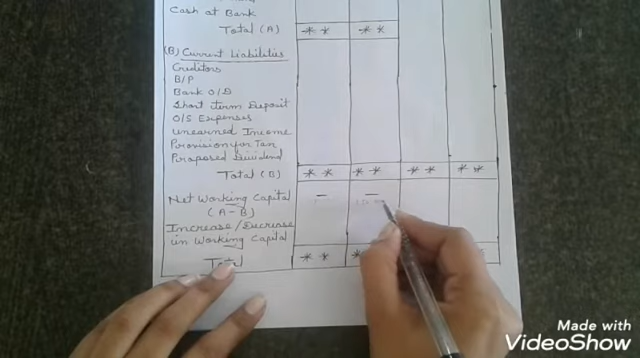 Cash at Bank
Total (A) ** **
(B) Current Liabilities
Creditors
B/P
Bank O/D
Short term Deposit
O/S Expenses
Unearned Income
Provision for Tax
Proposed Dividend
Total (B) ** ** ** **
Net Working Capital — —
(A-B)
Increase/Decrease
in Working Capital
Total ** *
Made with
VideoShow